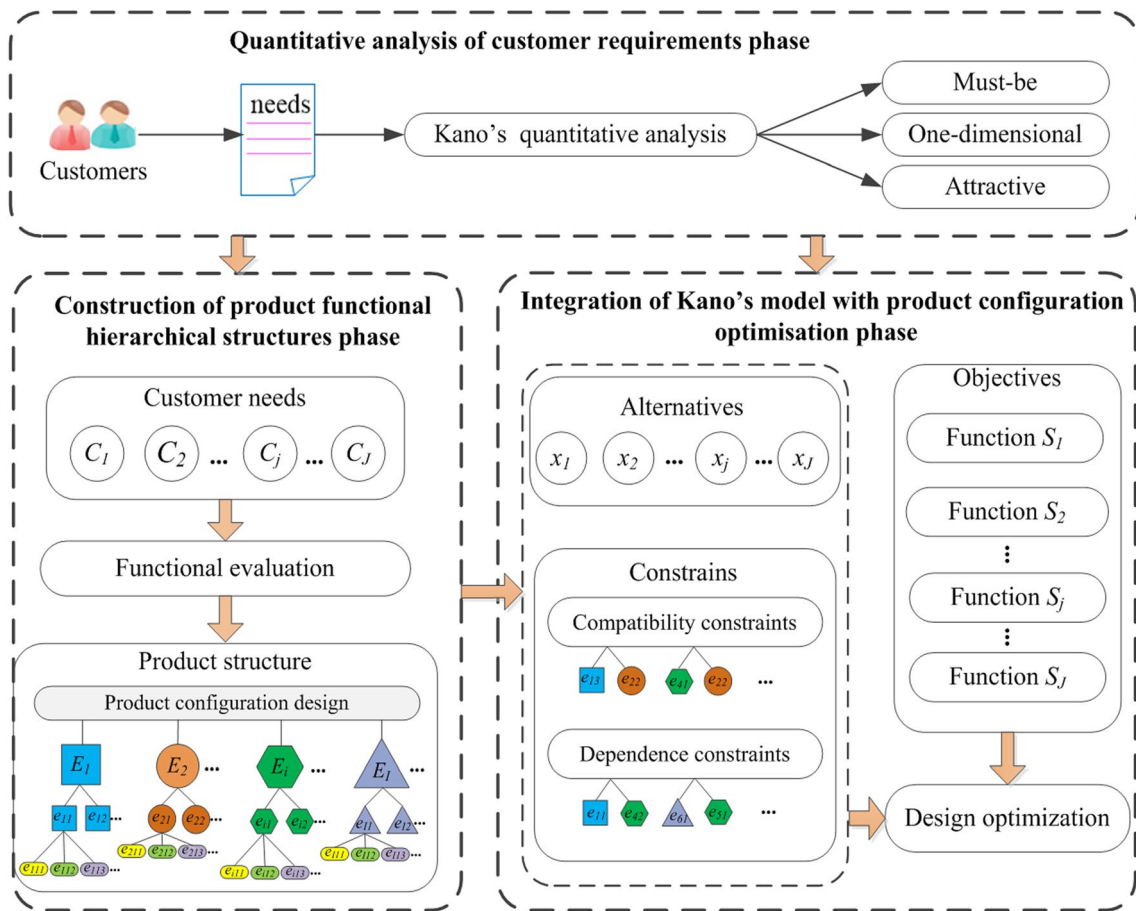 Quantitative analysis of customer requirements phase
needs
Customers
Kano's quantitative analysis
Must-be
One-dimensional
Attractive
Construction of product functional
hierarchical structures phase
Customer needs
C1 C2 ... Cj ... CJ
Functional evaluation
Product structure
Product configuration design
E1 E2 ... Ei ... EI ...
e11 e12 ... e21 e22 ... ei1 ei2 ... eI1 eI2 ...
e111 e112 e113 ... e211 e212 e213 ... ei11 ei12 ei13 ... eI11 eI12 eI13 ...
Integration of Kano's model with product configuration
optimisation phase
Alternatives
x1 x2 ... xj ... xJ
Constrains
Compatibility constraints
e13 e22 e41 e22 ...
Dependence constraints
e11 e42 e61 e51 ...
Objectives
Function S1
Function S2
⋮
Function Sj
⋮
Function SJ
Design optimization